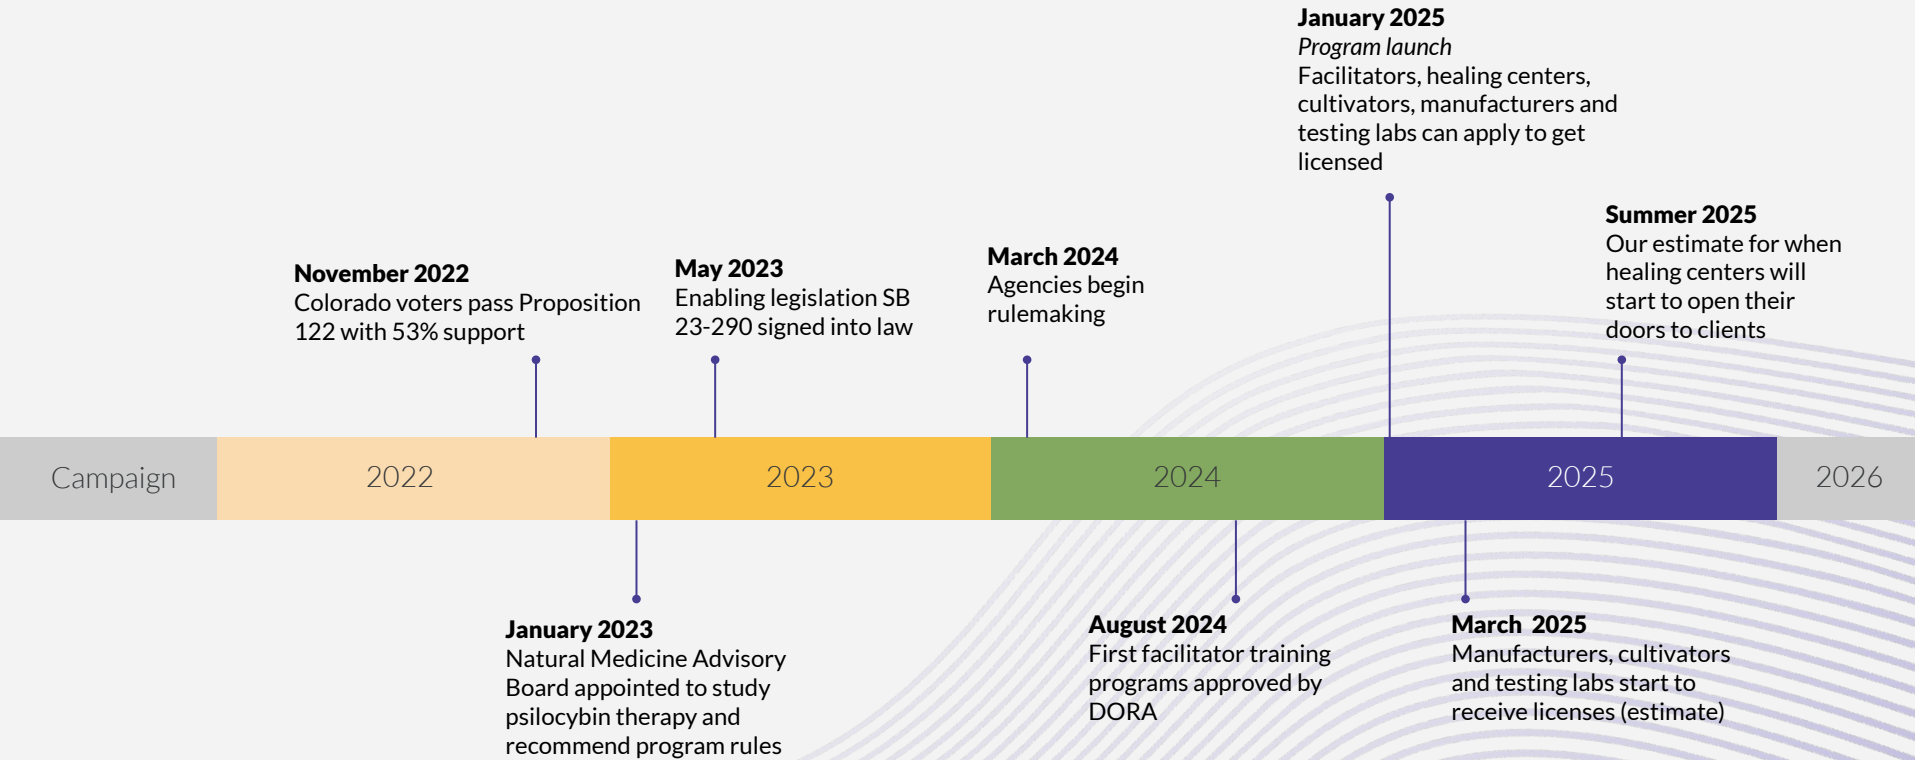 January 2025
Program launch
Facilitators, healing centers,
cultivators, manufacturers and
testing labs can apply to get
licensed
Summer 2025
Our estimate for when
healing centers will
start to open their
doors to clients
November 2022
Colorado voters pass Proposition
122 with 53% support
May 2023
Enabling legislation SB
23-290 signed into law
March 2024
Agencies begin
rulemaking
Campaign
2022
2023
2024
2025
2026
January 2023
Natural Medicine Advisory
Board appointed to study
psilocybin therapy and
recommend program rules
August 2024
First facilitator training
programs approved by
DORA
March 2025
Manufacturers, cultivators
and testing labs start to
receive licenses (estimate)